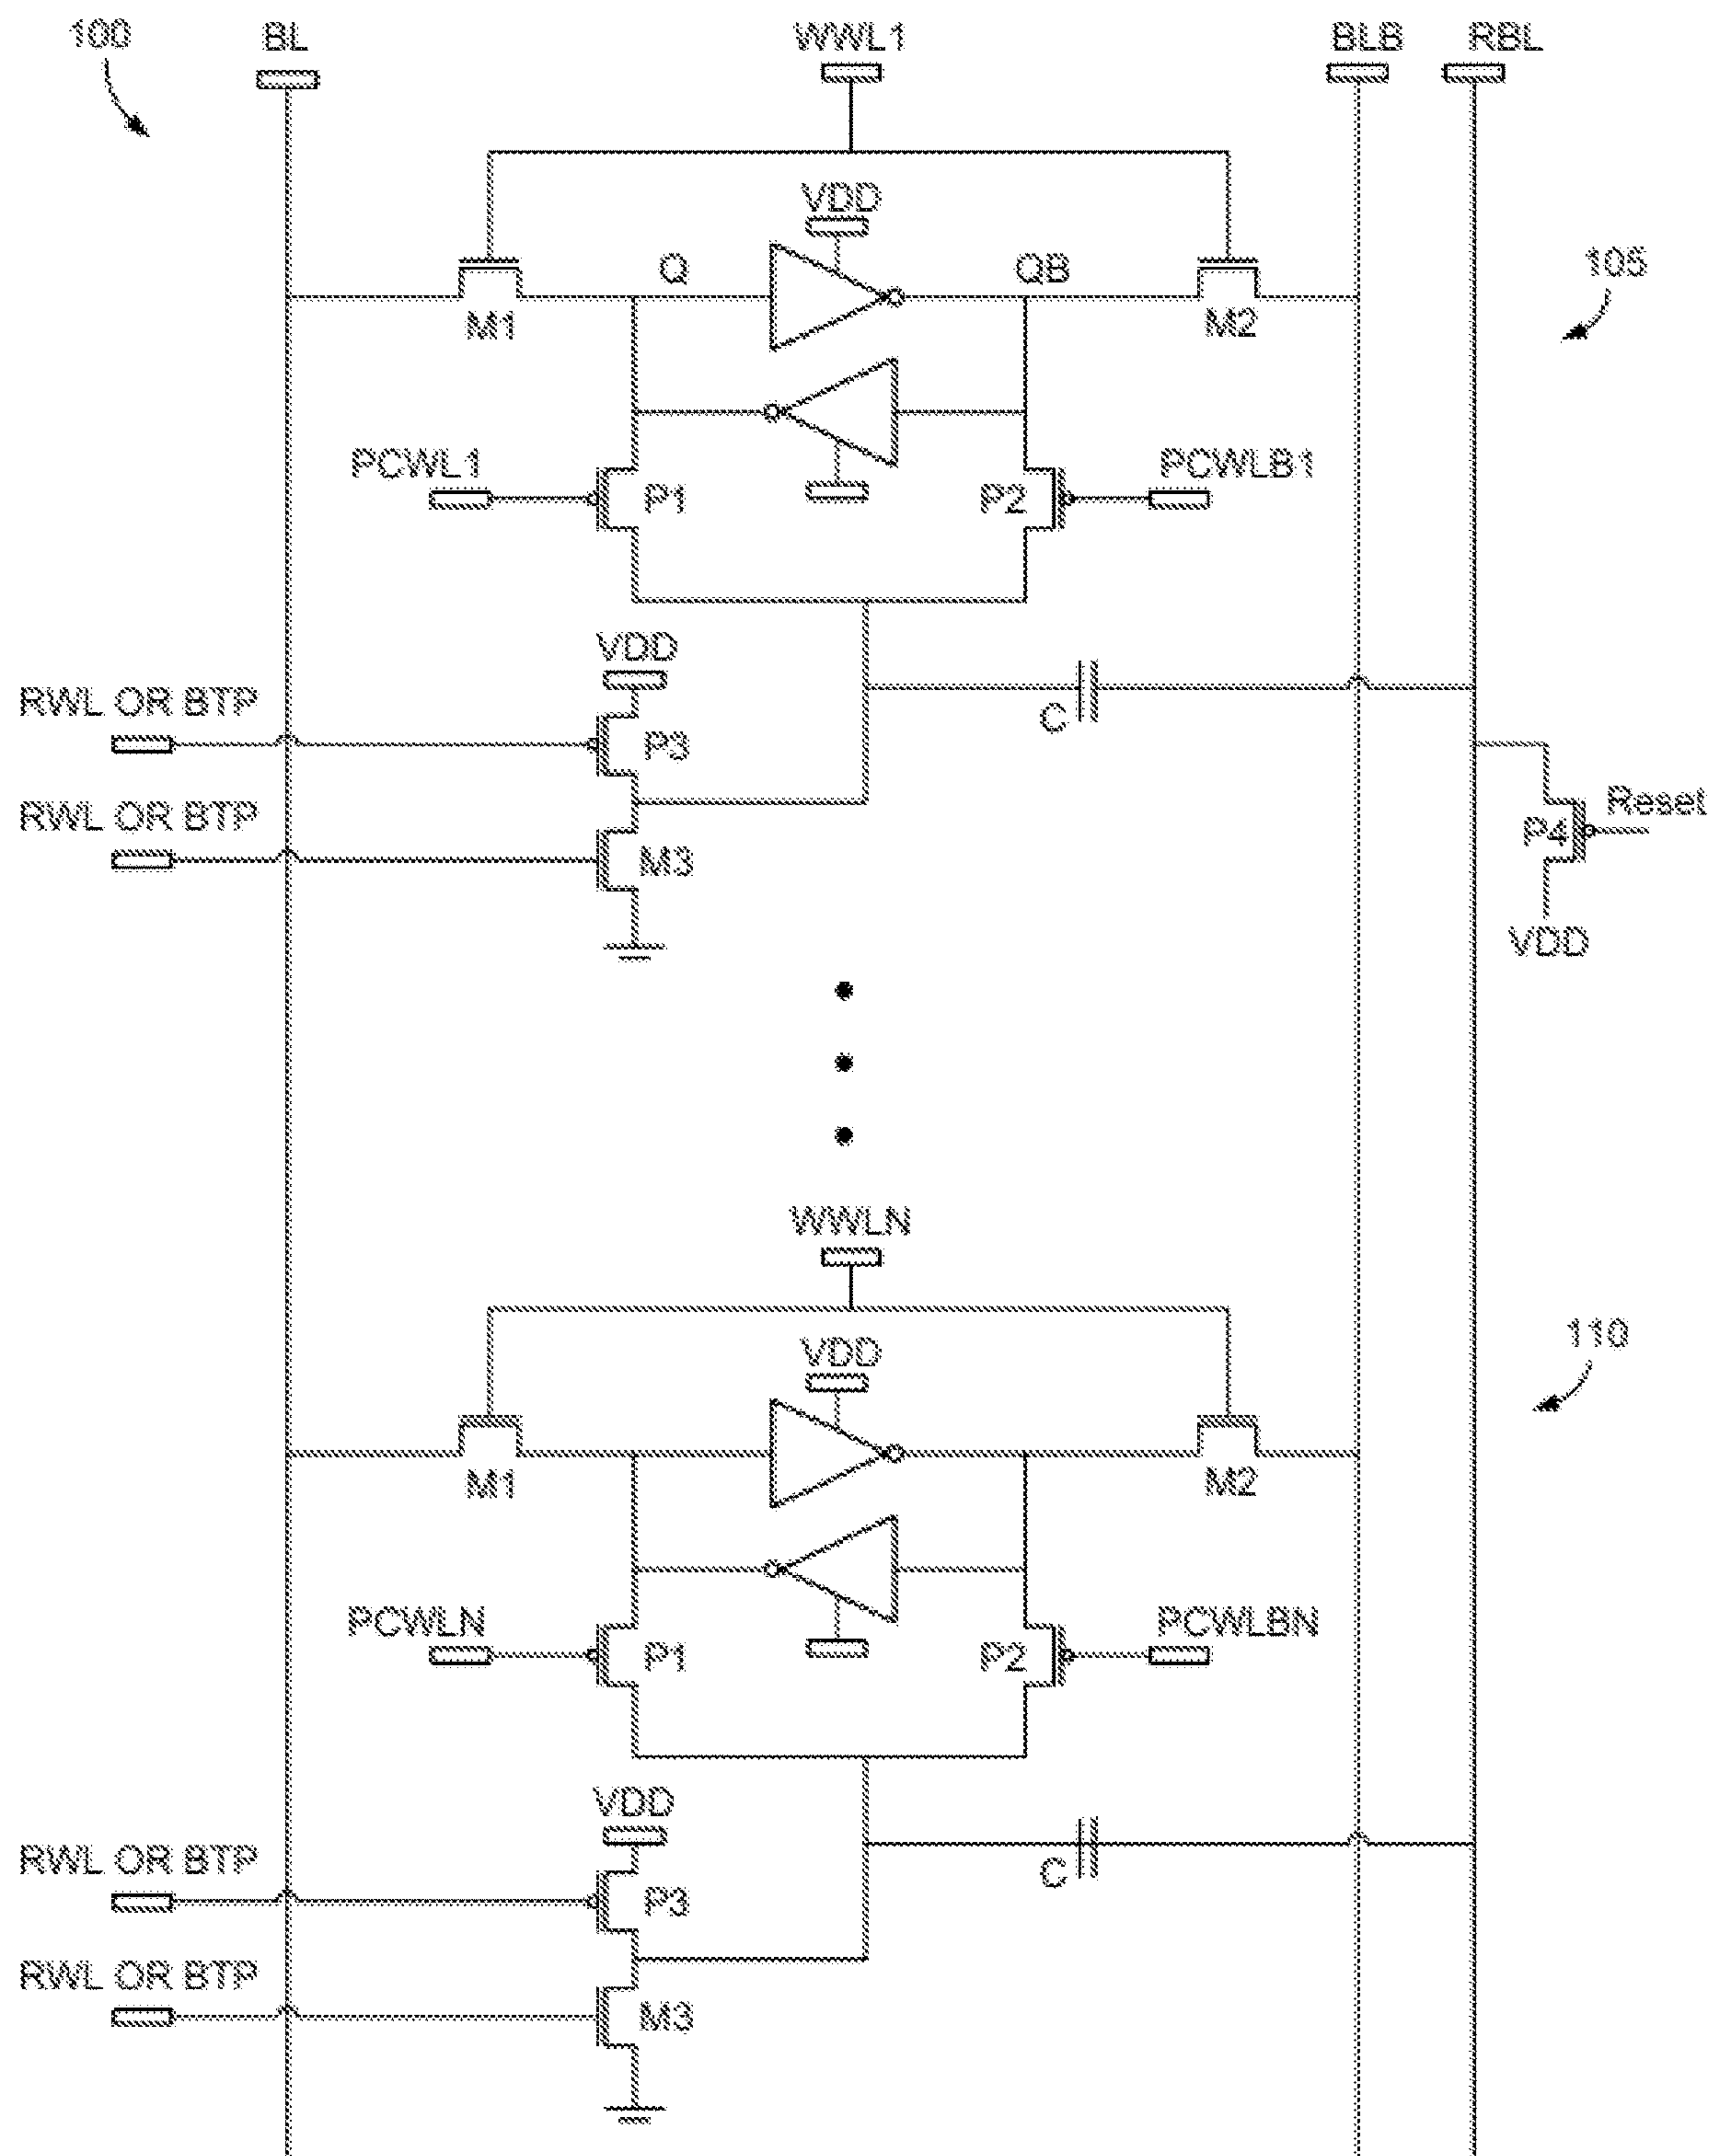 100
BL
WWL1
BLB
RBL
VDD
Q
QB
105
M1
M2
PCWL1
P1
P2
PCWLB1
VDD
RWL OR BTP
P3
C
RWL OR BTP
M3
P4
Reset
VDD
WWLN
110
VDD
M1
M2
PCWLN
P1
P2
PCWLBN
VDD
RWL OR BTP
P3
C
RWL OR BTP
M3